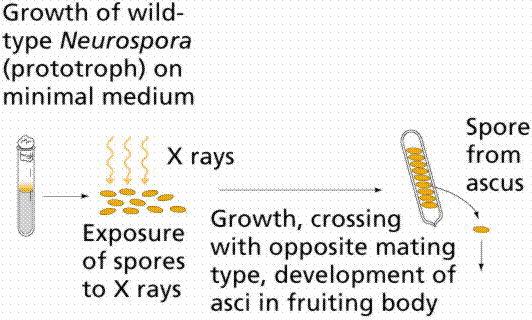 Growth of wild-
type Neurospora
(prototroph) on
minimal medium
X rays
Exposure
of spores
to X rays
Growth, crossing
with opposite mating
type, development of
asci in fruiting body
Spore
from
ascus